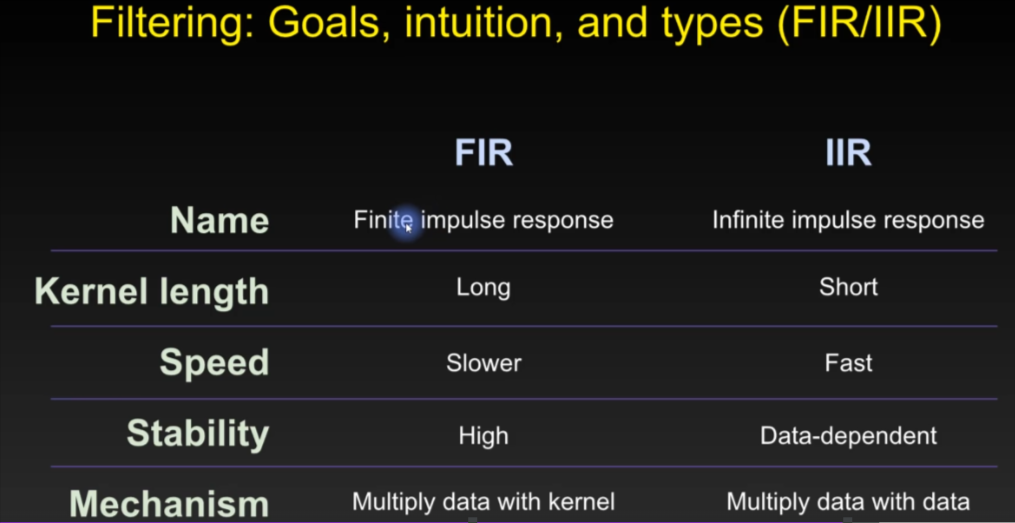 Filtering: Goals, intuition, and types (FIR/IIR)
FIR IIR
Name Finite impulse response Infinite impulse response
Kernel length Long Short
Speed Slower Fast
Stability High Data-dependent
Mechanism Multiply data with kernel Multiply data with data